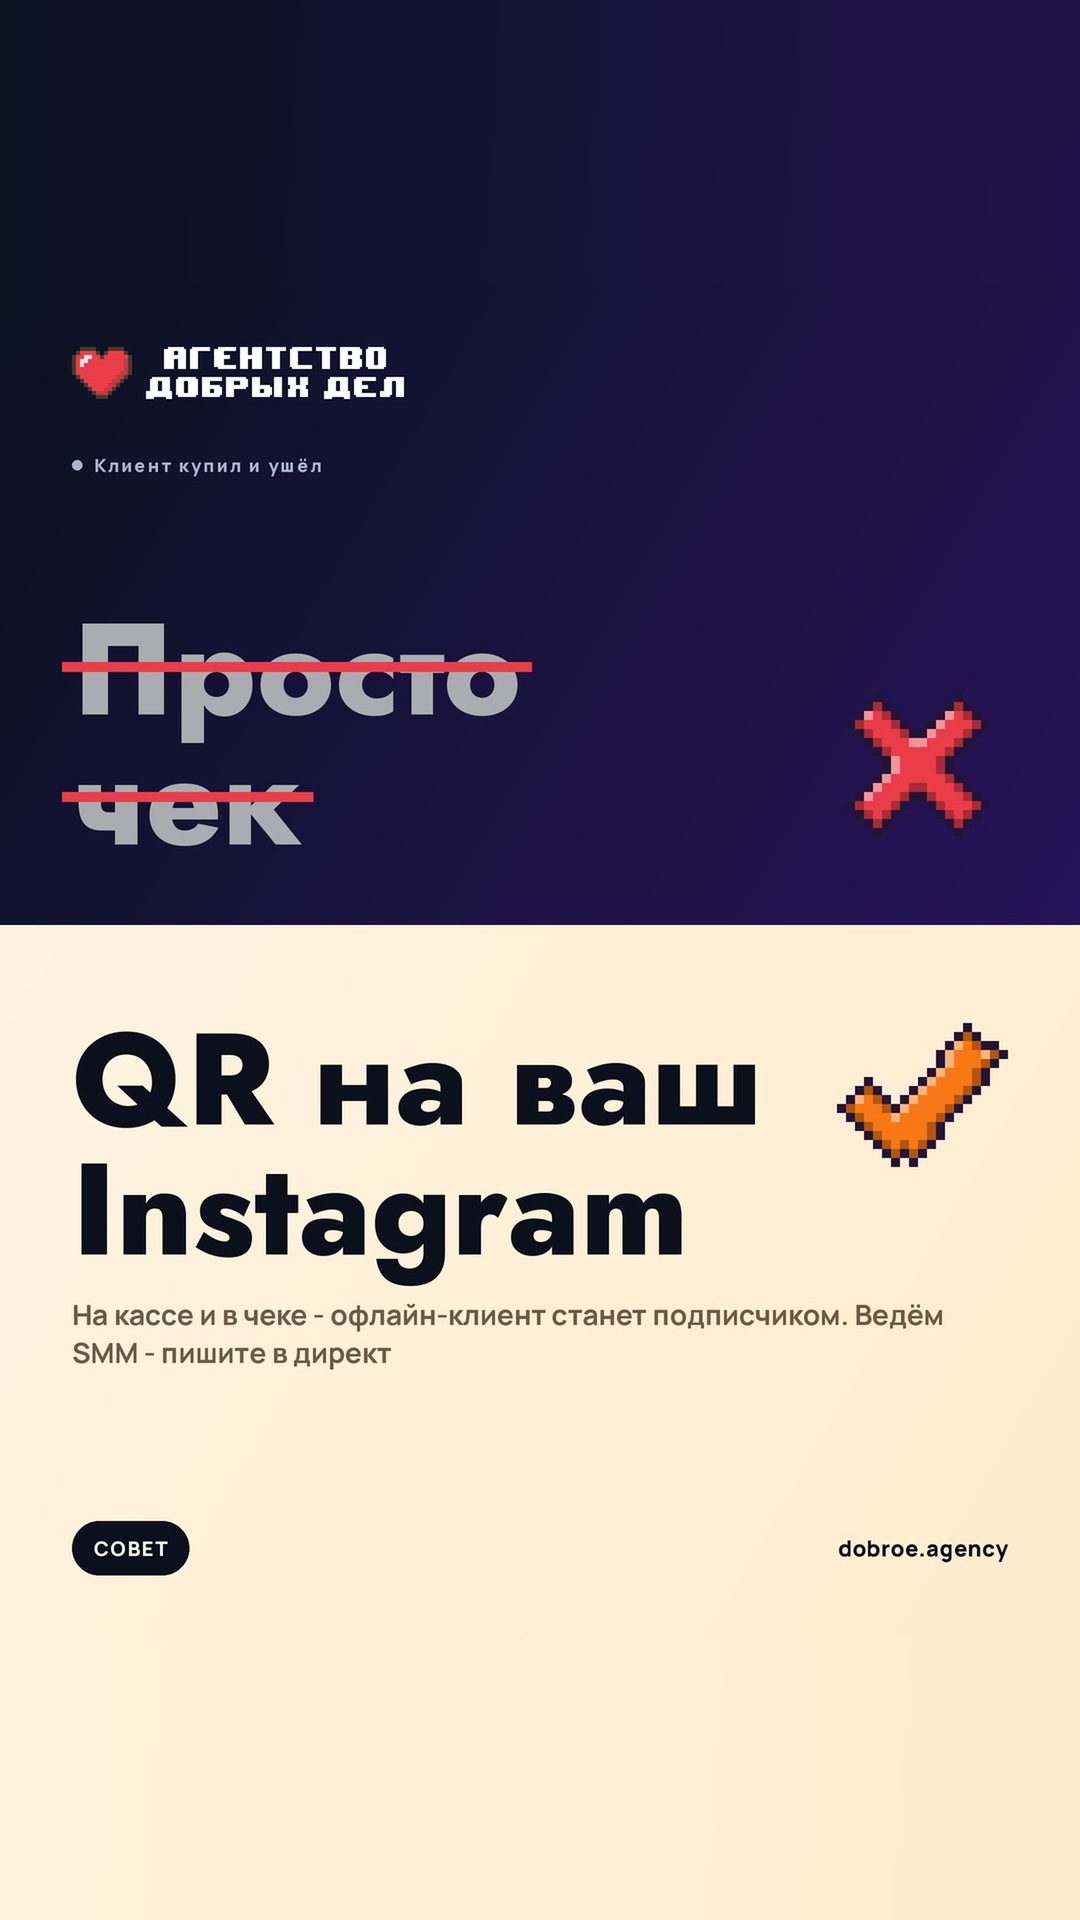 АГЕНТСТВО
ДОБРЫХ ДЕЛ
Клиент купил и ушёл
Просто
чек
QR на ваш
Instagram
На кассе и в чеке - офлайн-клиент станет подписчиком. Ведём
SMM - пишите в директ
СОВЕТ
dobroe.agency